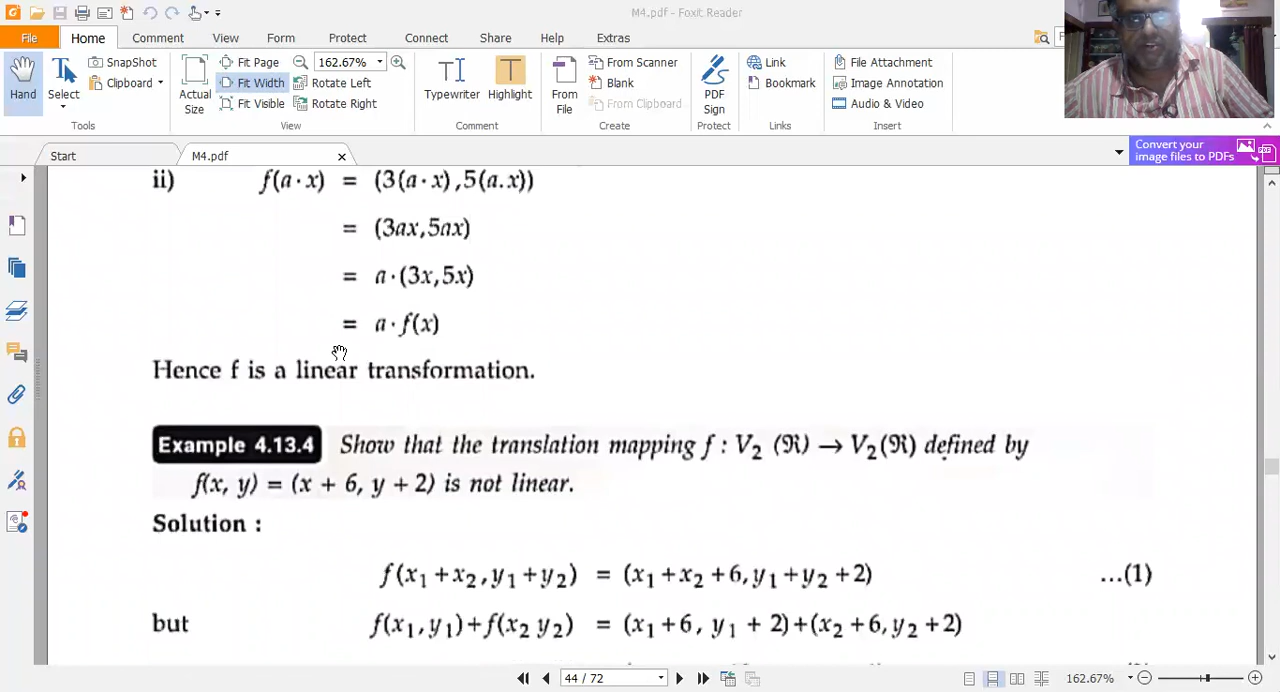 M4.pdf - Foxit Reader
File Home Comment View Form Protect Connect Share Help Extras
Hand Select SnapShot Clipboard Actual Size Fit Page Fit Width Fit Visible 162.67% Rotate Left Rotate Right Typewriter Highlight From File From Scanner Blank From Clipboard PDF Sign Link Bookmark File Attachment Image Annotation Audio & Video
Tools View Comment Create Protect Links Insert
Start M4.pdf Convert your image files to PDFs
ii) f(a · x) = (3(a · x) ,5(a.x))
= (3ax,5ax)
= a · (3x,5x)
= a · f(x)
Hence f is a linear transformation.
Example 4.13.4 Show that the translation mapping f : V₂ (ℜ) → V₂(ℜ) defined by
f(x, y) = (x + 6, y + 2) is not linear.
Solution :
f(x₁ +x₂ ,y₁ +y₂) = (x₁ +x₂ +6,y₁ +y₂ +2) ...(1)
but f(x₁,y₁)+f(x₂ y₂) = (x₁ +6, y₁ + 2)+(x₂ +6,y₂ +2)
44 / 72 162.67%